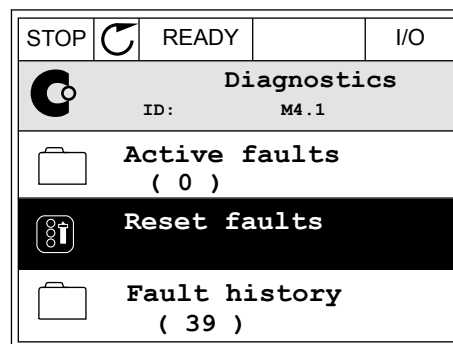 STOP READY I/O
Diagnostics
ID: M4.1
Active faults
( 0 )
Reset faults
Fault history
( 39 )